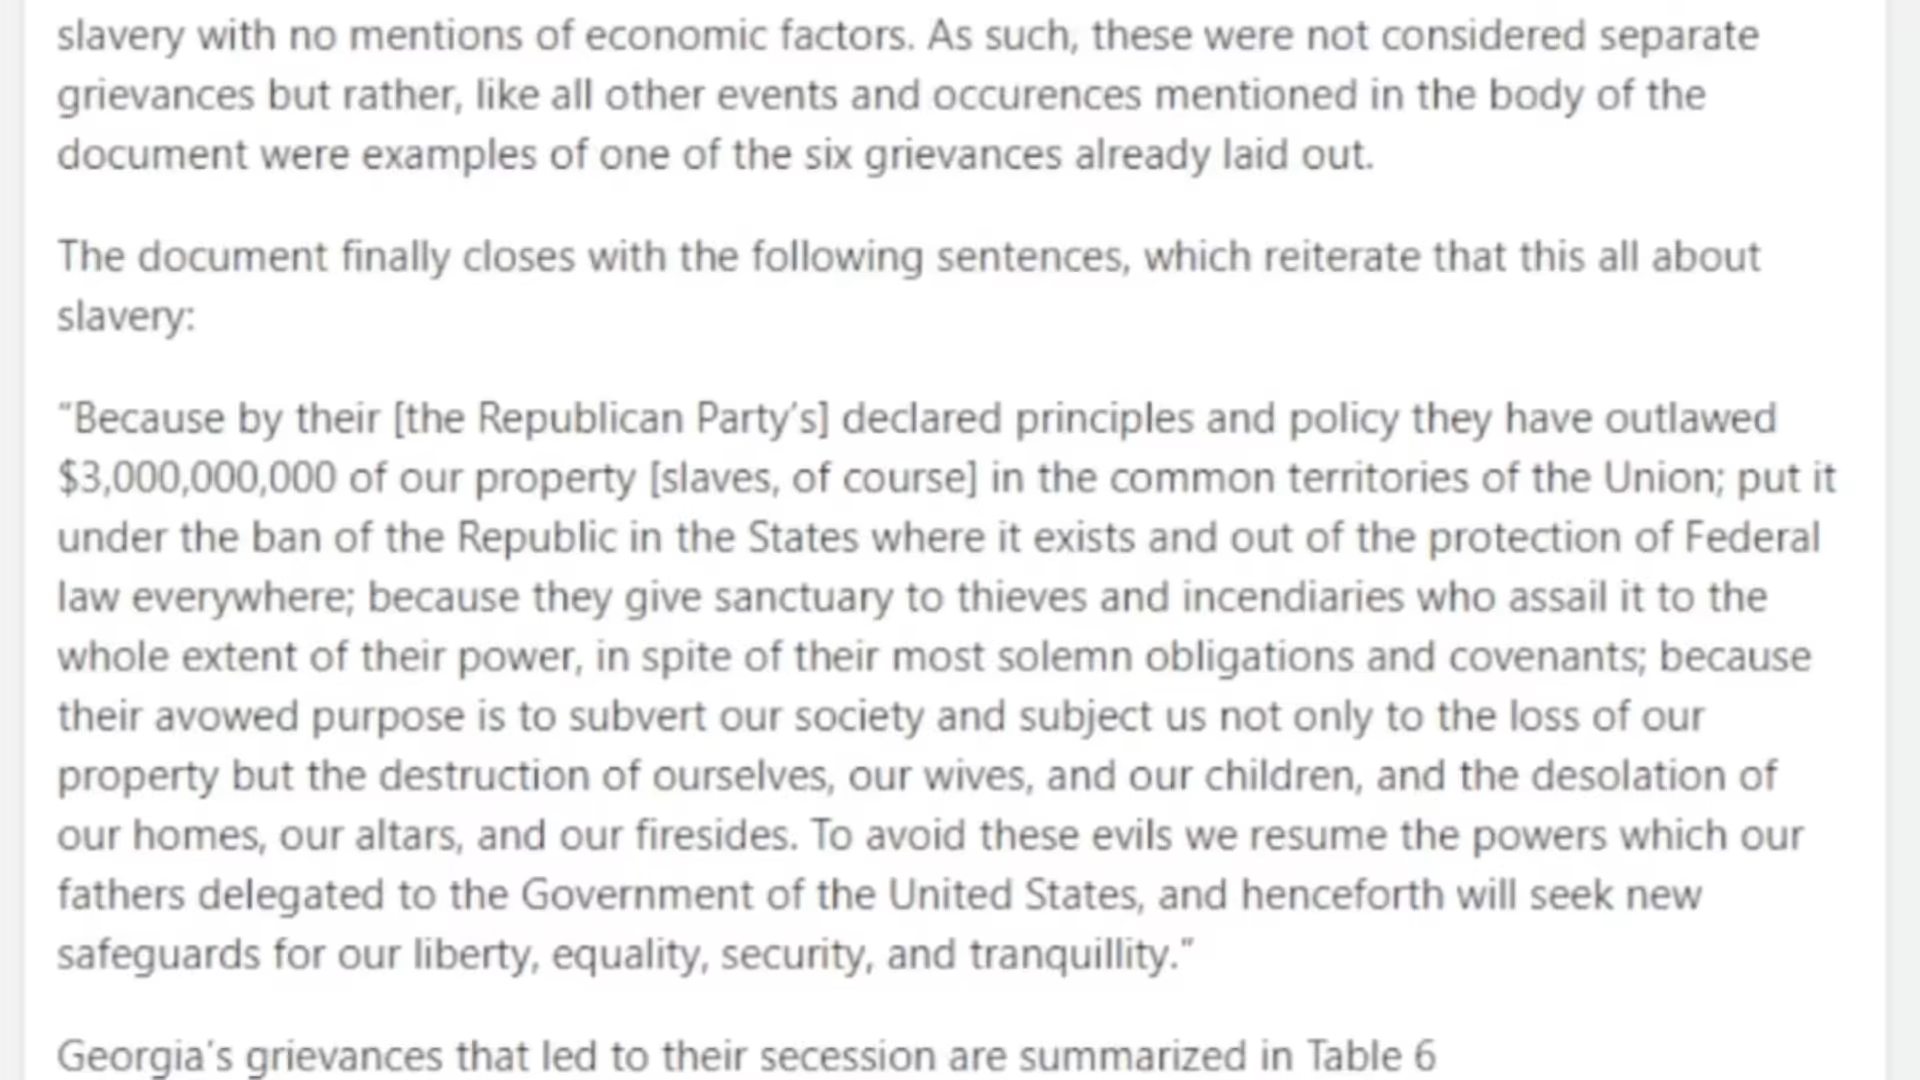 slavery with no mentions of economic factors. As such, these were not considered separate
grievances but rather, like all other events and occurences mentioned in the body of the
document were examples of one of the six grievances already laid out.
The document finally closes with the following sentences, which reiterate that this all about
slavery:
“Because by their [the Republican Party’s] declared principles and policy they have outlawed
$3,000,000,000 of our property [slaves, of course] in the common territories of the Union; put it
under the ban of the Republic in the States where it exists and out of the protection of Federal
law everywhere; because they give sanctuary to thieves and incendiaries who assail it to the
whole extent of their power, in spite of their most solemn obligations and covenants; because
their avowed purpose is to subvert our society and subject us not only to the loss of our
property but the destruction of ourselves, our wives, and our children, and the desolation of
our homes, our altars, and our firesides. To avoid these evils we resume the powers which our
fathers delegated to the Government of the United States, and henceforth will seek new
safeguards for our liberty, equality, security, and tranquillity.”
Georgia’s grievances that led to their secession are summarized in Table 6